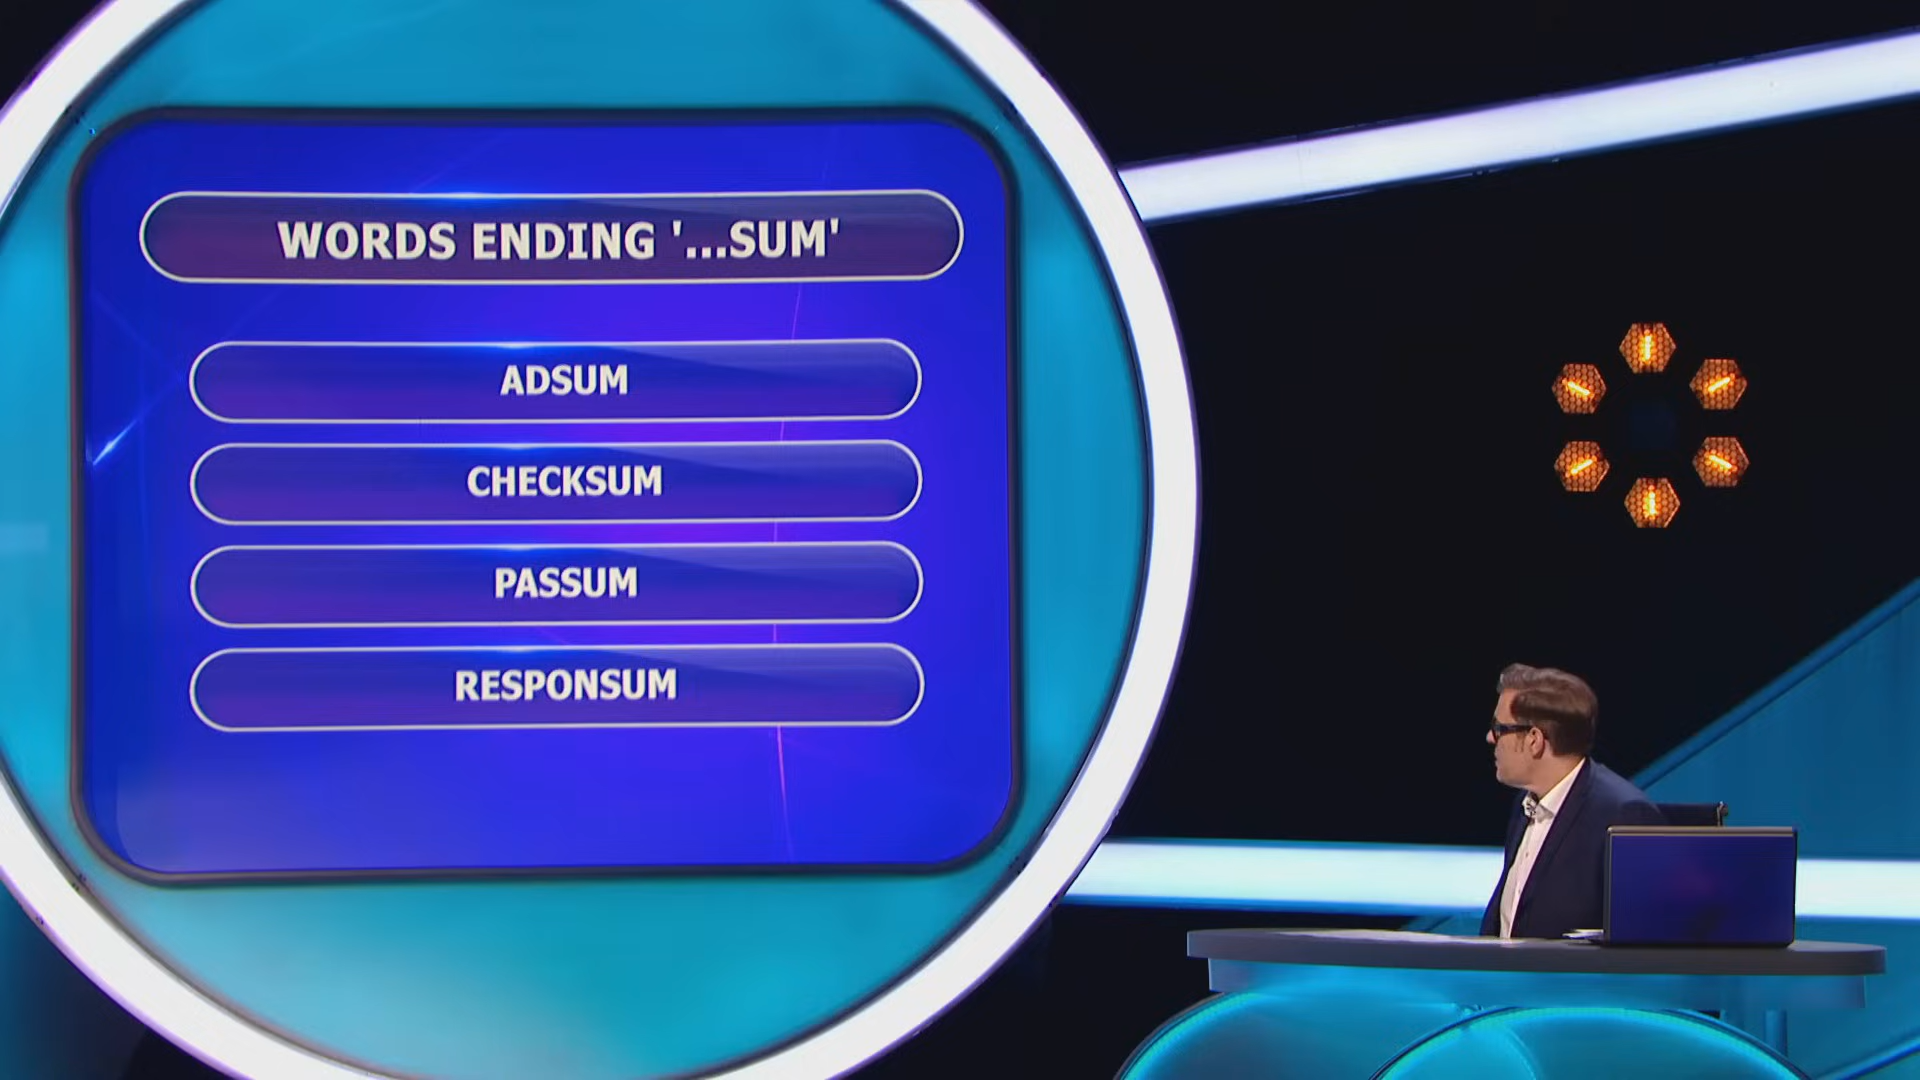 WORDS ENDING '...SUM'
ADSUM
CHECKSUM
PASSUM
RESPONSUM